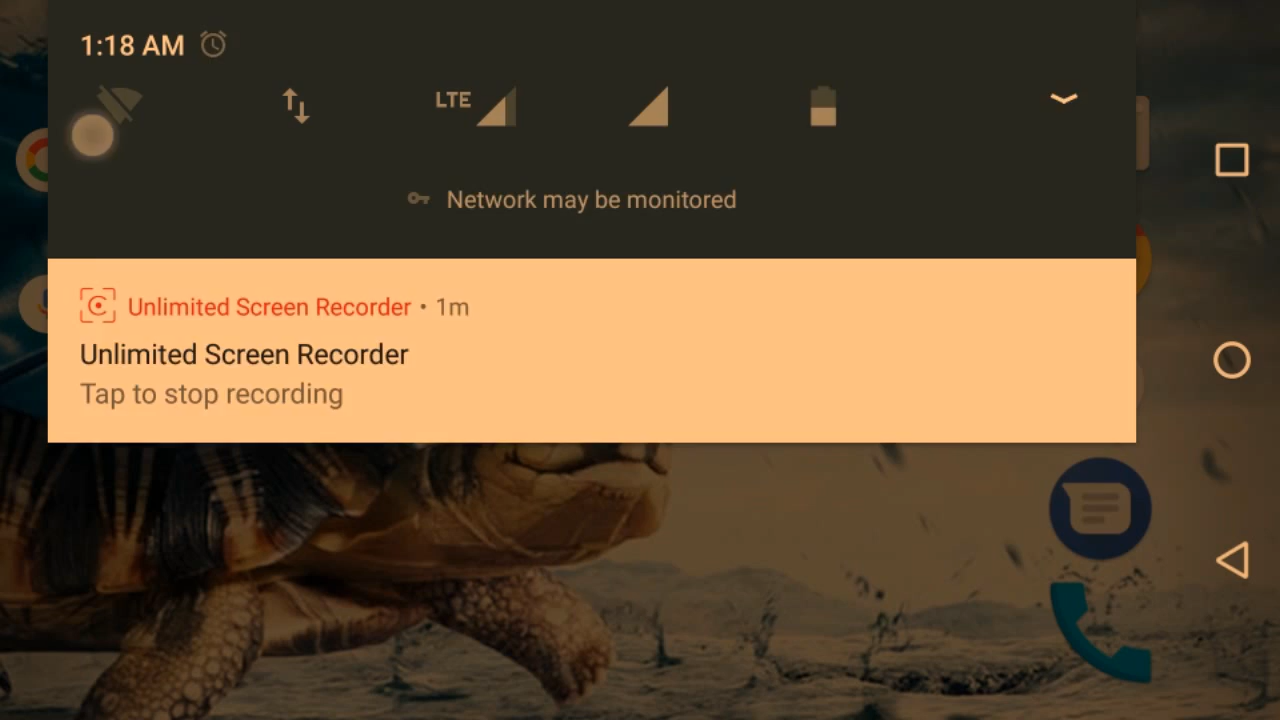 1:18 AM
LTE
Network may be monitored
Unlimited Screen Recorder • 1m
Unlimited Screen Recorder
Tap to stop recording